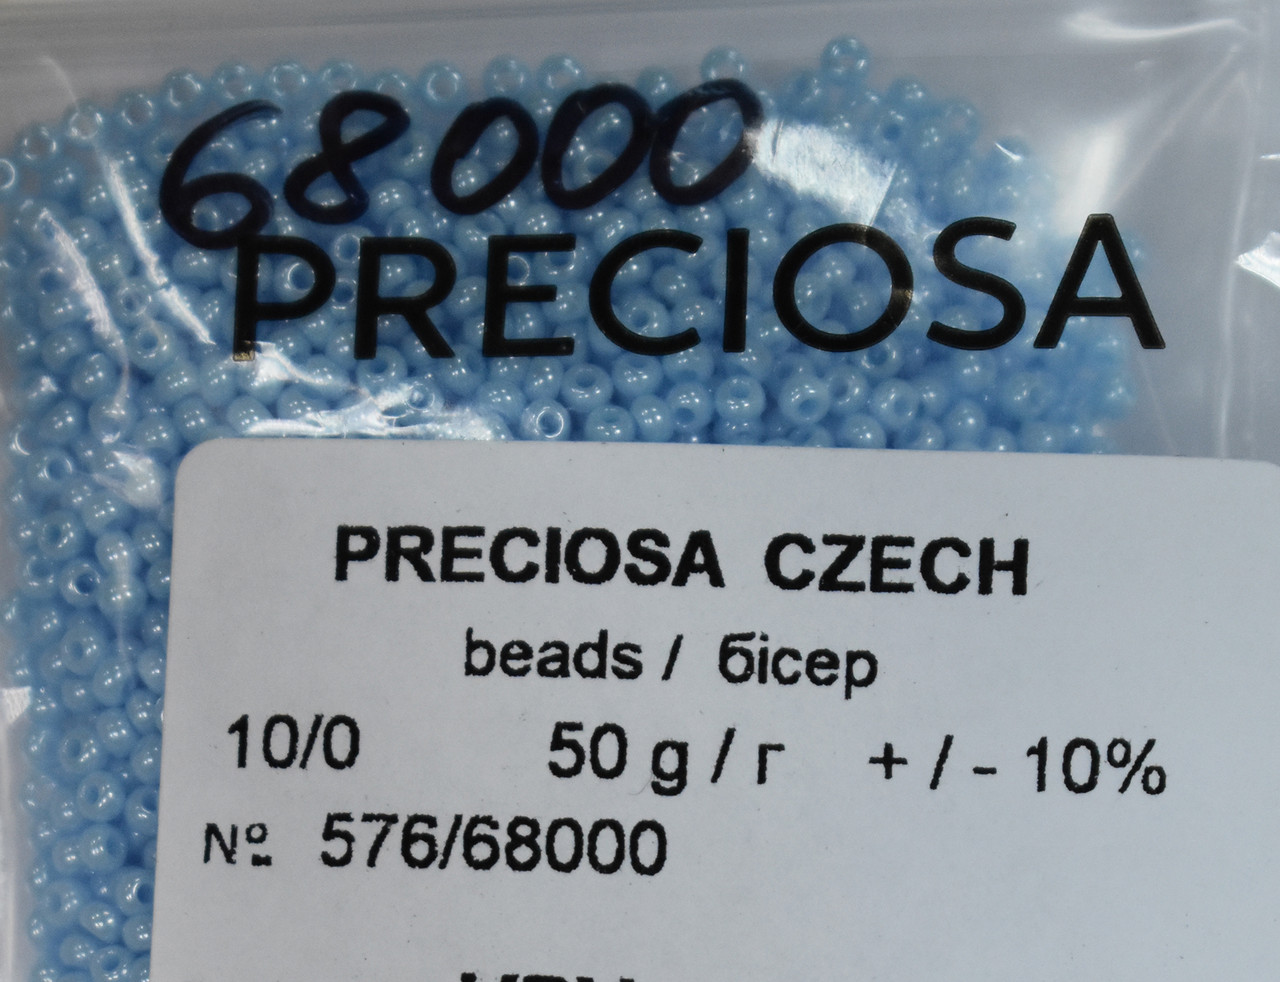 68000
PRECIOSA
PRECIOSA CZECH
beads / бісер
10/0 50 g / г + / - 10%
№ 576/68000